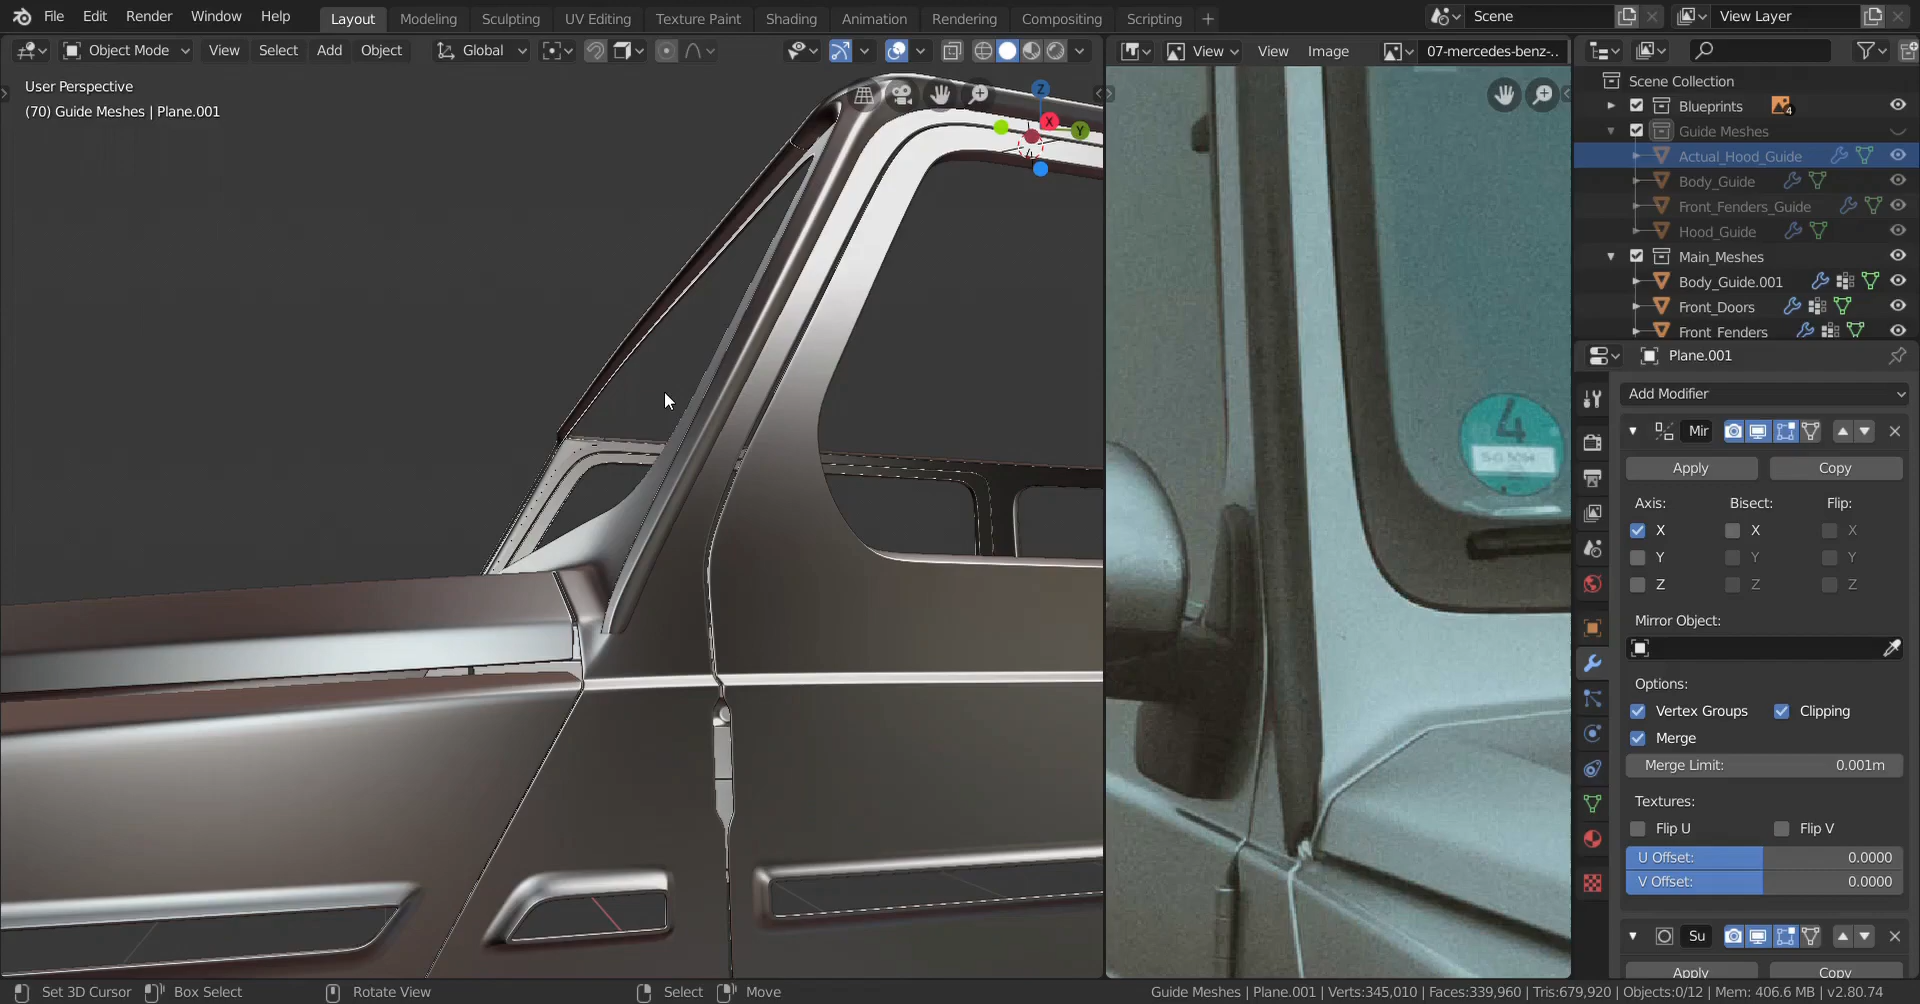 File Edit Render Window Help Layout Modeling Sculpting UV Editing Texture Paint Shading Animation Rendering Compositing Scripting + Scene View Layer
Object Mode View Select Add Object Global View View Image 07-mercedes-benz-..
User Perspective
(70) Guide Meshes | Plane.001
Z
X
Y
4
Scene Collection
Blueprints 4
Guide Meshes
Actual_Hood_Guide
Body_Guide
Front_Fenders_Guide
Hood_Guide
Main_Meshes
Body_Guide.001
Front_Doors
Front Fenders
Plane.001
Add Modifier
Mir
Apply Copy
Axis: Bisect: Flip:
X X X
Y Y Y
Z Z Z
Mirror Object:
Options:
Vertex Groups Clipping
Merge
Merge Limit: 0.001m
Textures:
Flip U Flip V
U Offset: 0.0000
V Offset: 0.0000
Su
Apply Copy
Set 3D Cursor Box Select Rotate View Select Move Guide Meshes | Plane.001 | Verts:345,010 | Faces:339,960 | Tris:679,920 | Objects:0/12 | Mem: 406.6 MB | v2.80.74